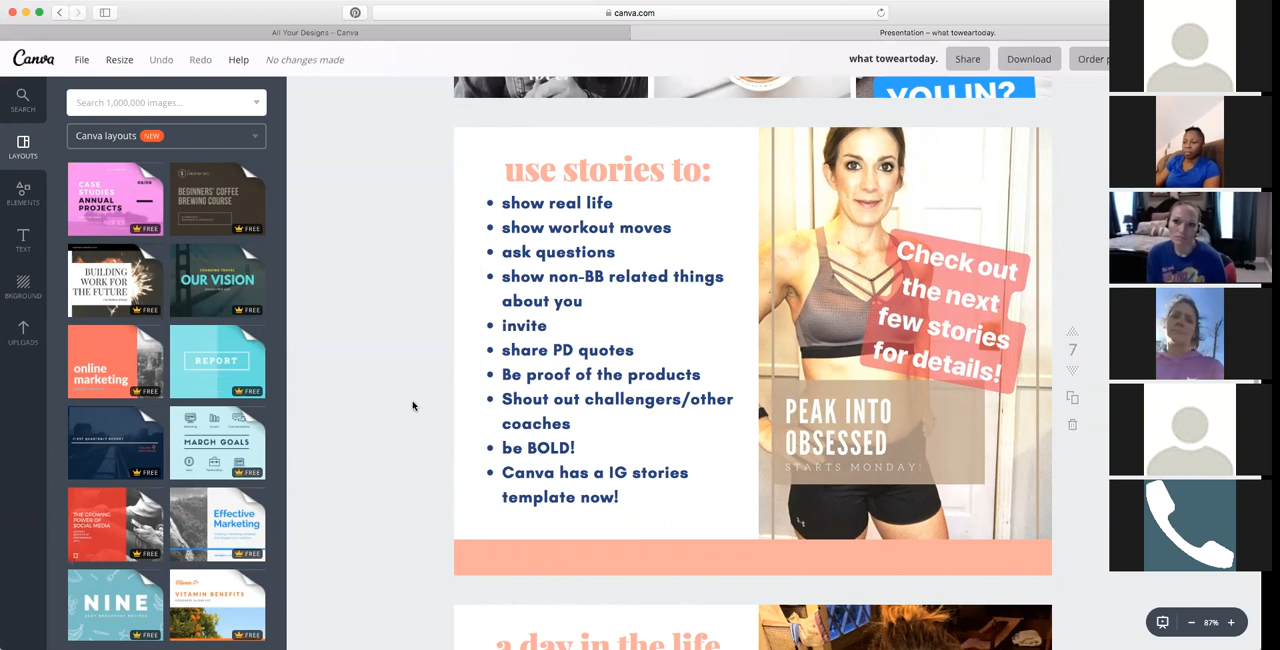 canva.com
All Your Designs – Canva
Presentation – what toweartoday.
Canva
File
Resize
Undo
Redo
Help
No changes made
what toweartoday.
Share
Download
Order
SEARCH
LAYOUTS
ELEMENTS
TEXT
BKGROUND
UPLOADS
Search 1,000,000 images...
Canva layouts NEW
CASE
STUDIES
ANNUAL
PROJECTS
FREE
BEGINNERS' COFFEE
BREWING COURSE
FREE
BUILDING
WORK FOR
THE FUTURE
FREE
OUR VISION
FREE
online
marketing
FREE
REPORT
FREE
FIRST QUARTERLY REPORT
FREE
MARCH GOALS
FREE
THE GROWING
POWER OF
SOCIAL MEDIA
FREE
Effective
Marketing
FREE
NINE
FREE
Vitamin C
VITAMIN BENEFITS
FREE
YOU IN?
use stories to:
• show real life
• show workout moves
• ask questions
• show non-BB related things
about you
• invite
• share PD quotes
• Be proof of the products
• Shout out challengers/other
coaches
• be BOLD!
• Canva has a IG stories
template now!
Check out
the next
few stories
for details!
PEAK INTO
OBSESSED
STARTS MONDAY!
7
a day in the life
87%